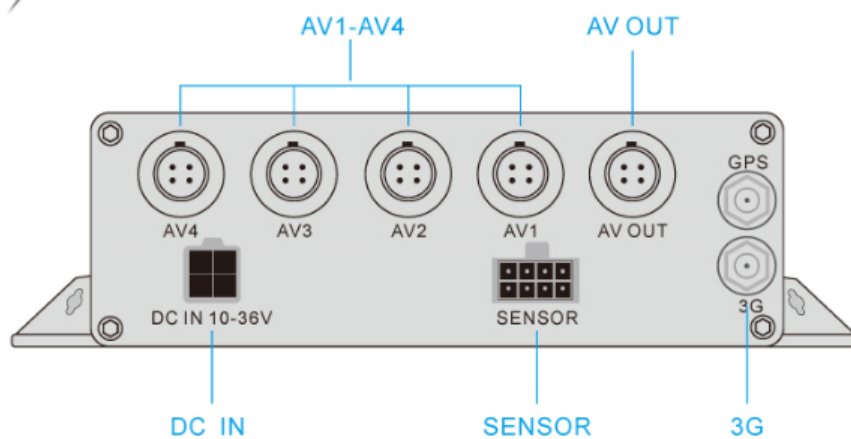 AV1-AV4 AV OUT
GPS
AV4 AV3 AV2 AV1 AV OUT
3G
DC IN 10-36V SENSOR
DC IN SENSOR 3G